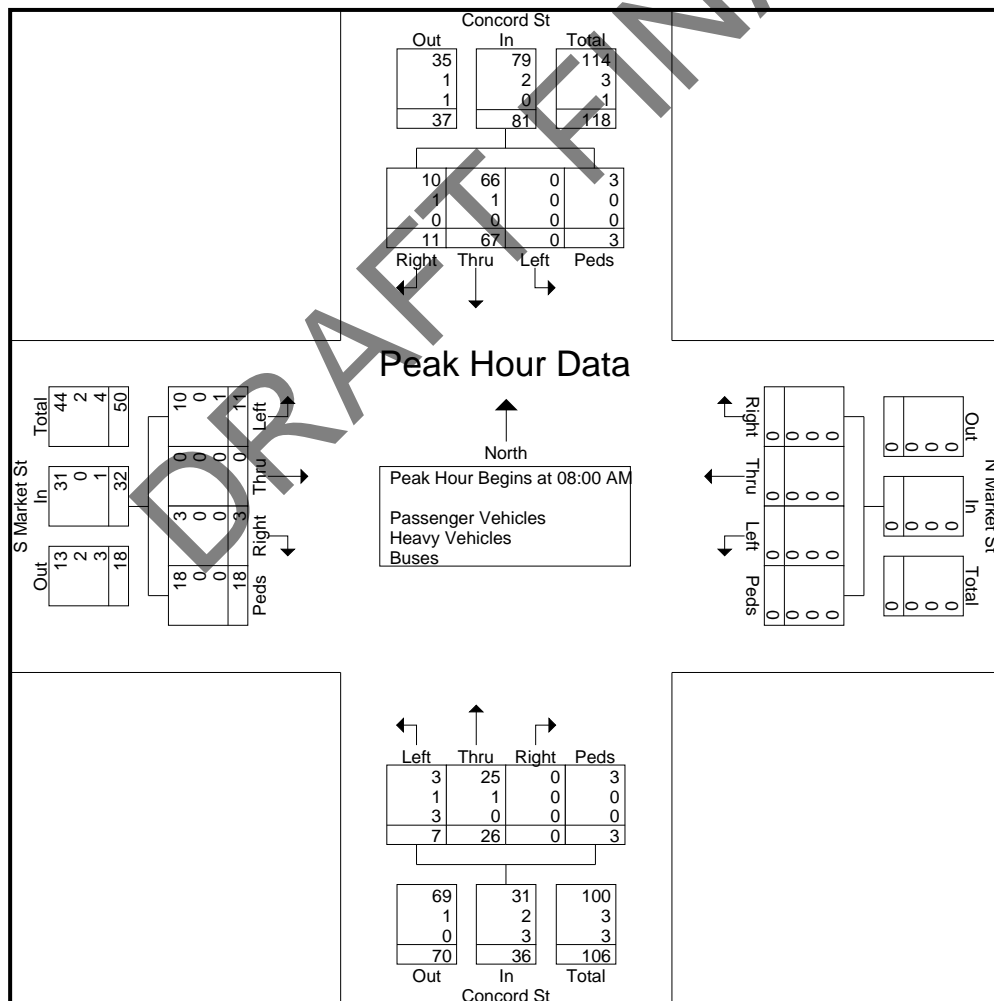 Concord St
Out In Total
35 79 114
1 2 3
1 0 1
37 81 118
10 66 0 3
1 1 0 0
0 0 0 0
11 67 0 3
Right Thru Left Peds
Peak Hour Data
North
Peak Hour Begins at 08:00 AM
Passenger Vehicles
Heavy Vehicles
Buses
S Market St
Out In Total
13 31 44
2 0 2
3 1 4
18 32 50
18 3 0 10
0 0 0 0
0 0 0 1
18 3 0 11
Peds Right Thru Left
N Market St
Out In Total
0 0 0
0 0 0
0 0 0
0 0 0
Right Thru Left Peds
0 0 0 0
0 0 0 0
0 0 0 0
0 0 0 0
Left Thru Right Peds
3 25 0 3
1 1 0 0
3 0 0 0
7 26 0 3
69 31 100
1 2 3
0 3 3
70 36 106
Out In Total
Concord St
DRAFT FINA